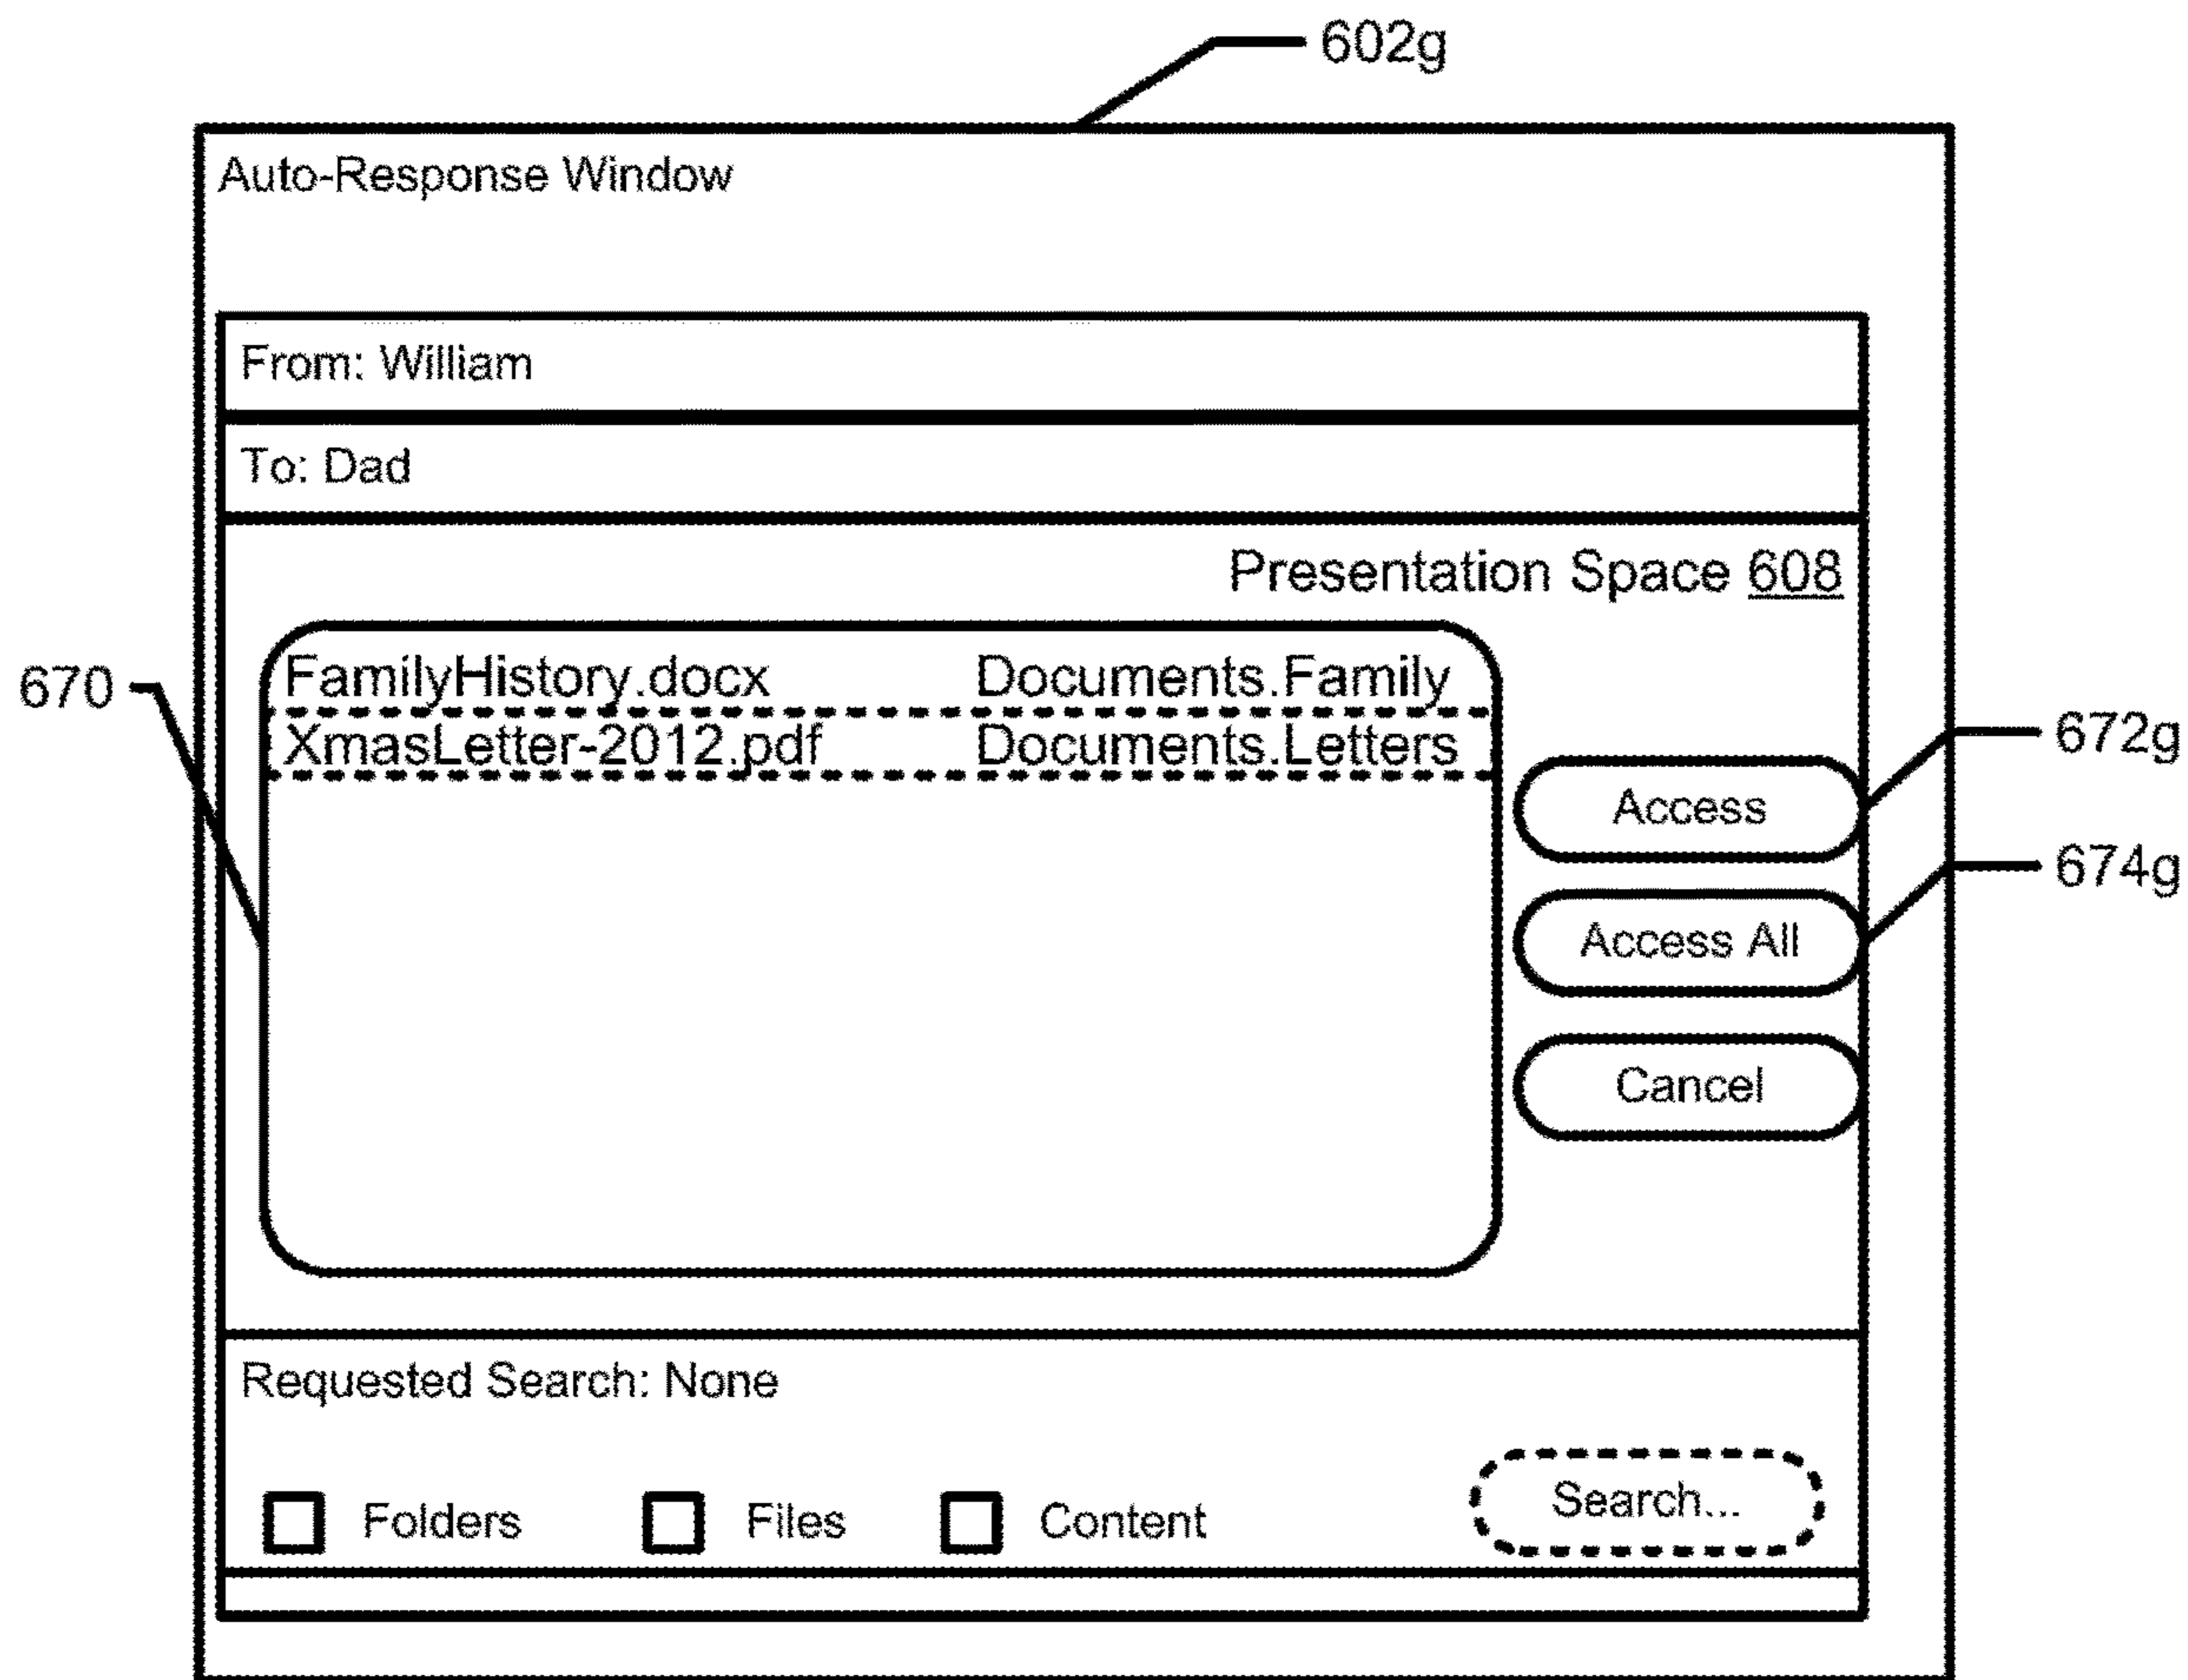 602g
Auto-Response Window
From: William
To: Dad
Presentation Space 608
670
FamilyHistory.docx Documents.Family
XmasLetter-2012.pdf Documents.Letters
672g
Access
674g
Access All
Cancel
Requested Search: None
Folders Files Content Search...